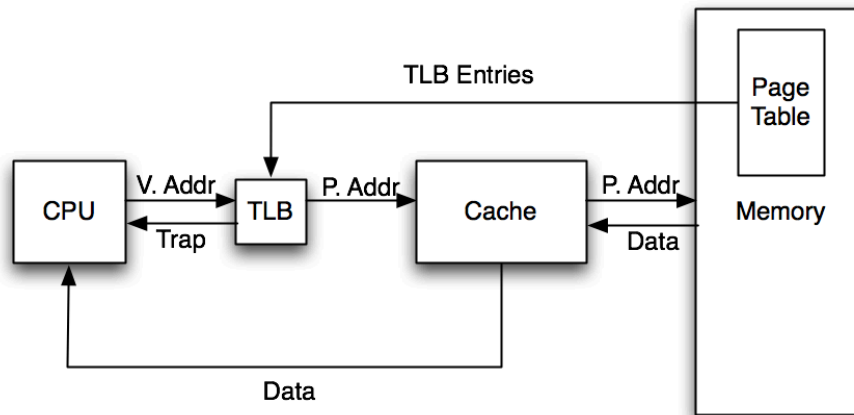 TLB Entries
Page
Table
V. Addr
P. Addr
P. Addr
CPU
TLB
Cache
Memory
Trap
Data
Data